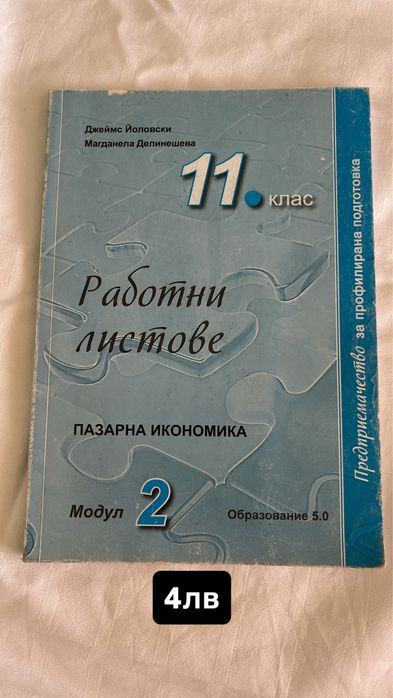 Джеймс Йоловски
Магданела Делинешева
11. клас
Работни
листове
ПАЗАРНА ИКОНОМИКА
Модул 2
Образование 5.0
Предприемачество за профилирана подготовка
4лв